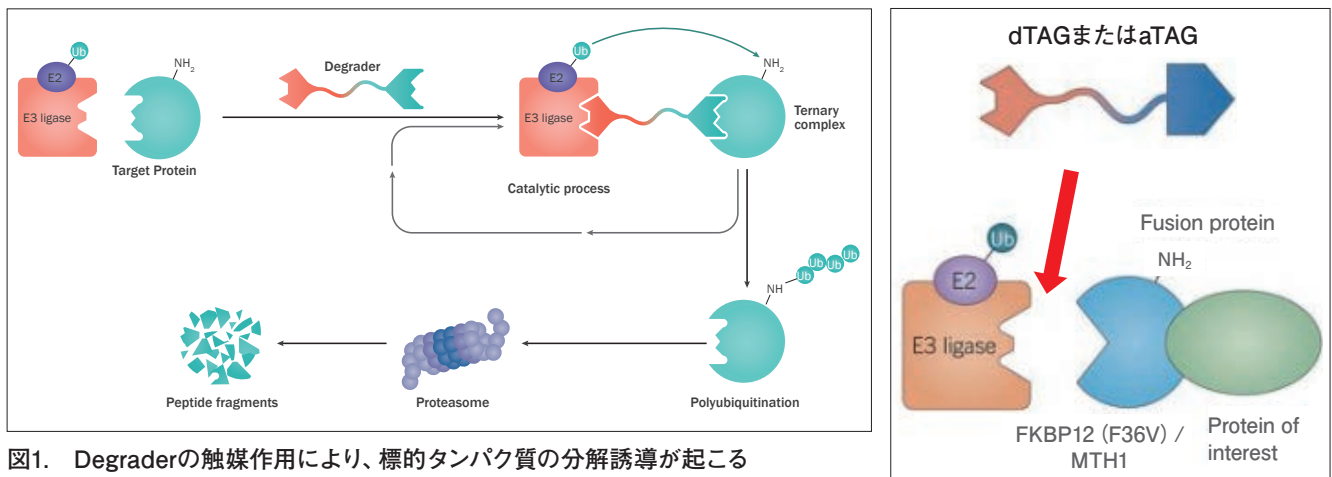 Ub
E2
NH2
E3 ligase
Target Protein
Degrader
Ub
E2
NH2
E3 ligase
Ternary
complex
Catalytic process
Ub Ub Ub Ub
NH
Peptide fragments
Proteasome
Polyubiquitination
図1. Degraderの触媒作用により、標的タンパク質の分解誘導が起こる
dTAGまたはaTAG
Fusion protein
Ub
NH2
E2
E3 ligase
FKBP12 (F36V) /
MTH1
Protein of
interest